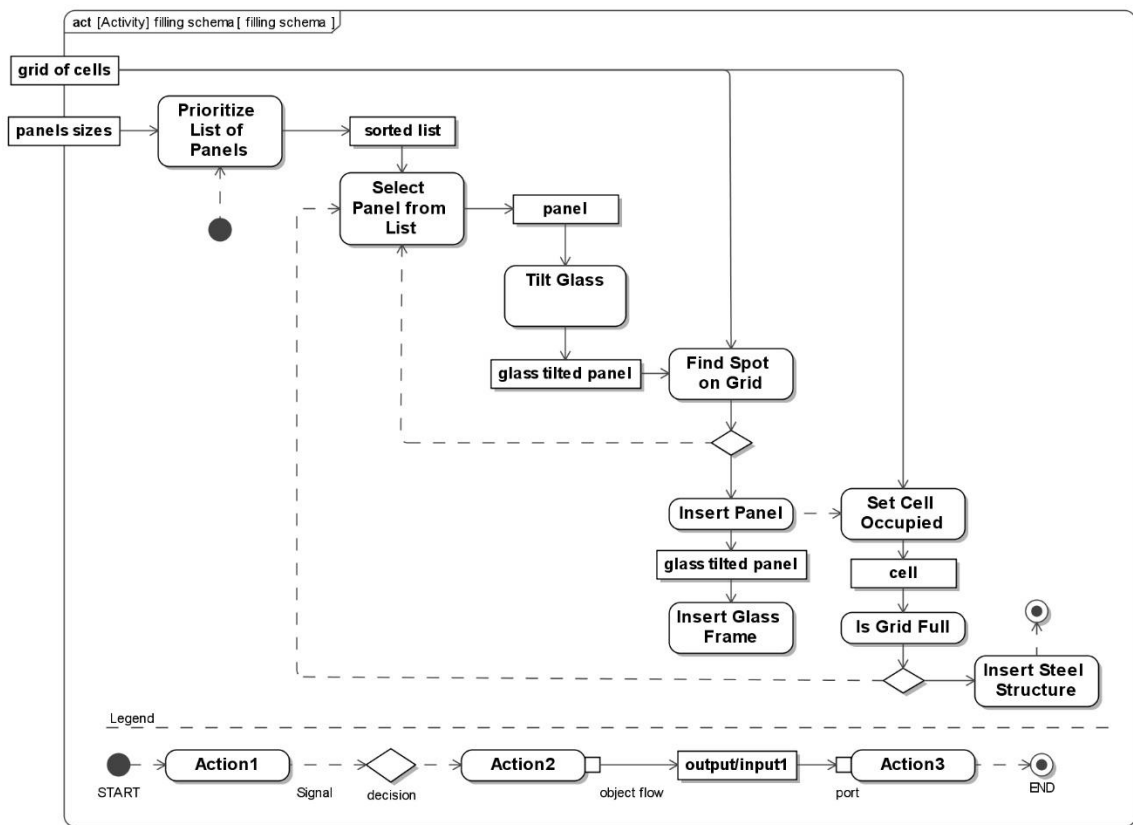 act [Activity] filling schema [ filling schema ]
grid of cells
panels sizes
Prioritize
List of
Panels
sorted list
Select
Panel from
List
panel
Tilt Glass
glass tilted panel
Find Spot
on Grid
Insert Panel
Set Cell
Occupied
glass tilted panel
cell
Insert Glass
Frame
Is Grid Full
Insert Steel
Structure
Legend
Action1
Action2
output/input1
Action3
START
Signal
decision
object flow
port
END